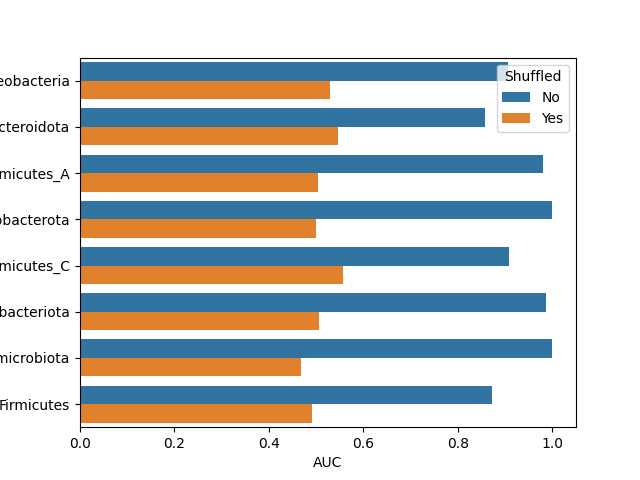 Shuffled
No
Yes
eobacteria
cteroidota
micutes_A
obacterota
micutes_C
bacteriota
microbiota
Firmicutes
0.0 0.2 0.4 0.6 0.8 1.0
AUC